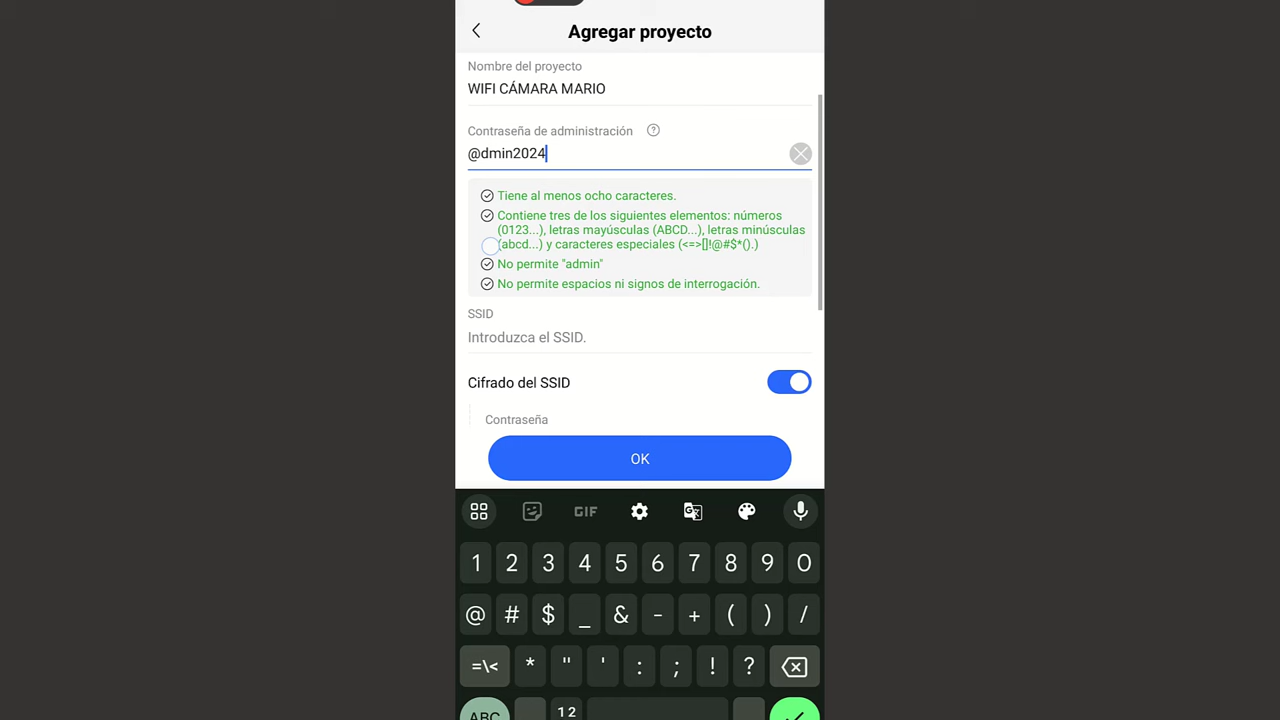 Agregar proyecto
Nombre del proyecto
WIFI CÁMARA MARIO
Contraseña de administración ?
@dmin2024
Tiene al menos ocho caracteres.
Contiene tres de los siguientes elementos: números
(0123...), letras mayúsculas (ABCD...), letras minúsculas
(abcd...) y caracteres especiales (<=>[]!@#$*().)
No permite "admin"
No permite espacios ni signos de interrogación.
SSID
Introduzca el SSID.
Cifrado del SSID
Contraseña
OK
GIF
1 2 3 4 5 6 7 8 9 0
@ # $ _ & - + ( ) /
=\< * " ' : ; ! ?
ABC 12